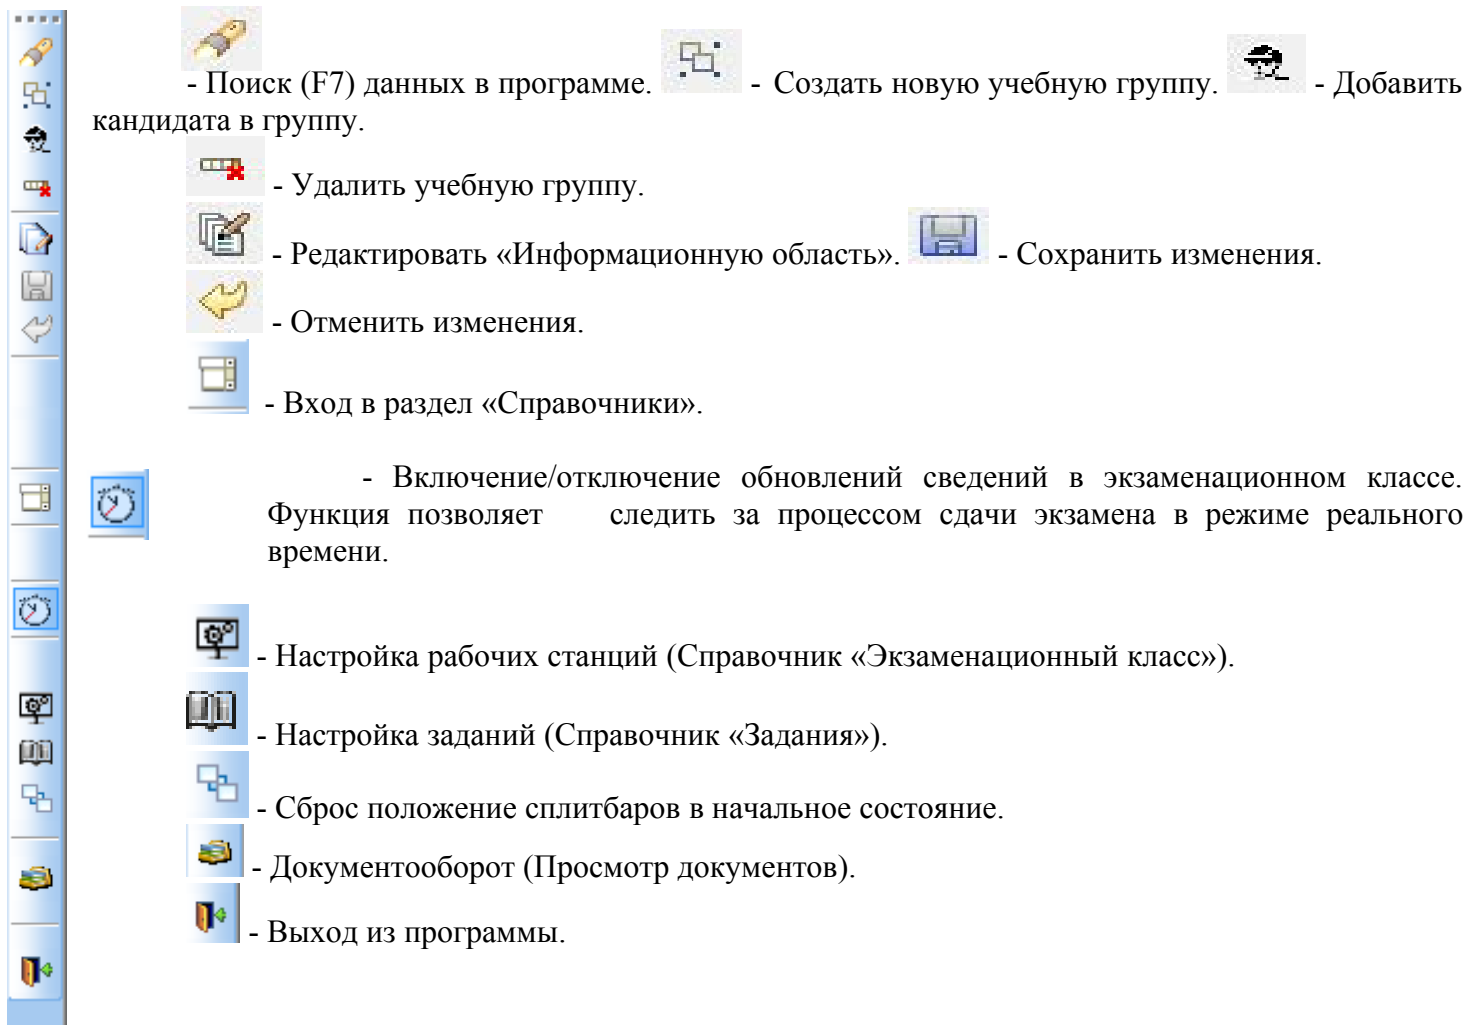 - Поиск (F7) данных в программе. - Создать новую учебную группу. - Добавить
кандидата в группу.
- Удалить учебную группу.
- Редактировать «Информационную область». - Сохранить изменения.
- Отменить изменения.
- Вход в раздел «Справочники».
- Включение/отключение обновлений сведений в экзаменационном классе.
Функция позволяет следить за процессом сдачи экзамена в режиме реального
времени.
- Настройка рабочих станций (Справочник «Экзаменационный класс»).
- Настройка заданий (Справочник «Задания»).
- Сброс положение сплитбаров в начальное состояние.
- Документооборот (Просмотр документов).
- Выход из программы.